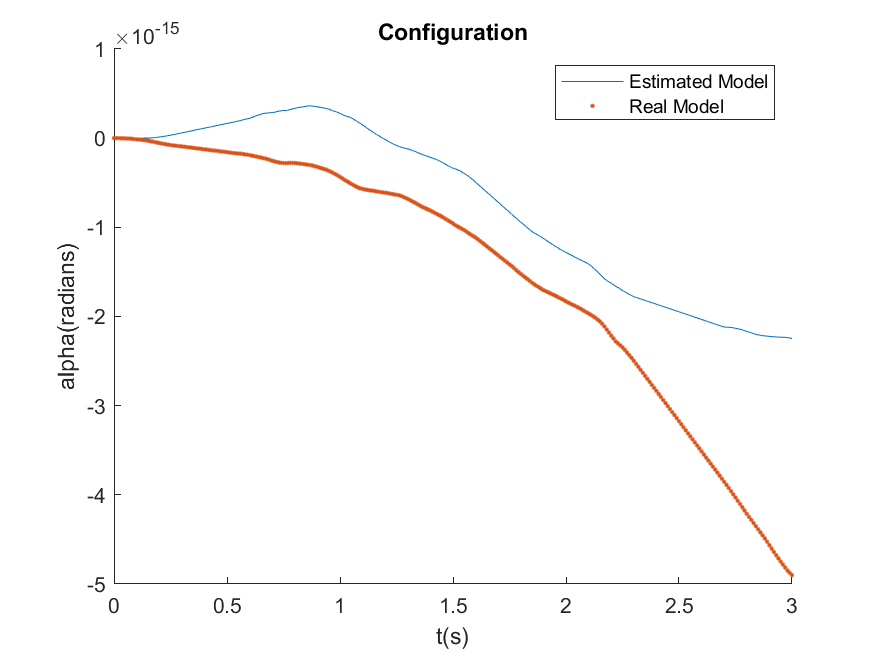 Configuration
×10-15
Estimated Model
Real Model
1
0
-1
-2
-3
-4
-5
alpha(radians)
0 0.5 1 1.5 2 2.5 3
t(s)